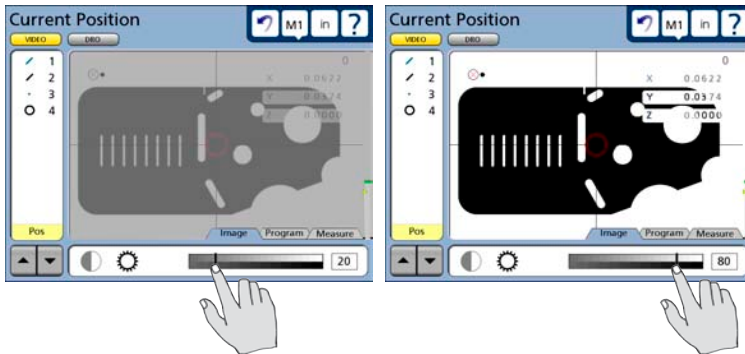 Current Position
M1 in ?
VIDEO DRO
1
2
3
4
0
X 0.0622
Y 0.0374
Z 0.0000
Pos
Image Program Measure
20
Current Position
M1 in ?
VIDEO DRO
1
2
3
4
0
X 0.0622
Y 0.0374
Z 0.0000
Pos
Image Program Measure
80